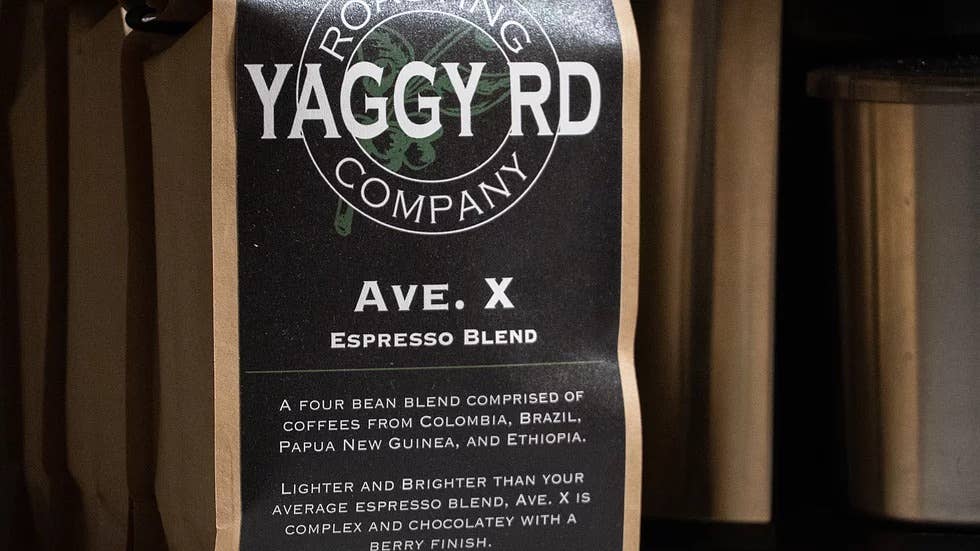 ROASTING
YAGGY RD
COMPANY
AVE. X
ESPRESSO BLEND
A FOUR BEAN BLEND COMPRISED OF
COFFEES FROM COLOMBIA, BRAZIL,
PAPUA NEW GUINEA, AND ETHIOPIA.
LIGHTER AND BRIGHTER THAN YOUR
AVERAGE ESPRESSO BLEND, AVE. X IS
COMPLEX AND CHOCOLATEY WITH A
BERRY FINISH.